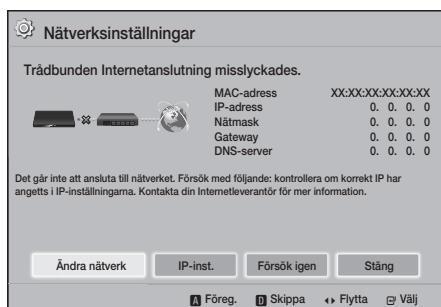 Nätverksinställningar
Trådbunden Internetanslutning misslyckades.
MAC-adress XX:XX:XX:XX:XX:XX
IP-adress 0. 0. 0. 0
Nätmask 0. 0. 0. 0
Gateway 0. 0. 0. 0
DNS-server 0. 0. 0. 0
Det går inte att ansluta till nätverket. Försök med följande: kontrollera om korrekt IP har
angetts i IP-inställningarna. Kontakta din Internetleverantör för mer information.
Ändra nätverk IP-inst. Försök igen Stäng
A Föreg. D Skippa Flytta Välj